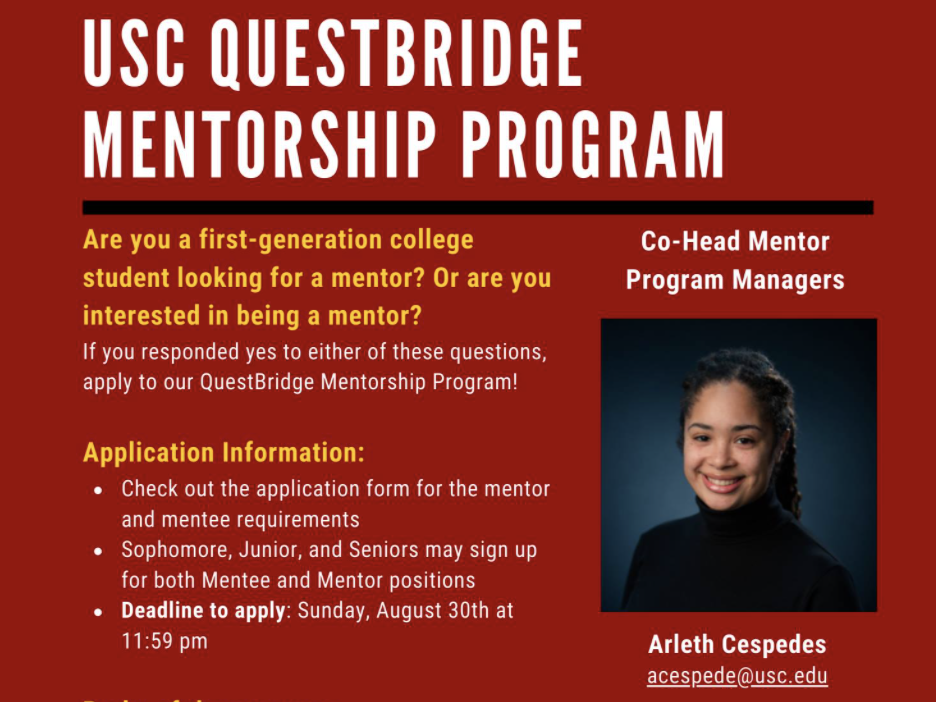 USC QUESTBRIDGE
MENTORSHIP PROGRAM
Are you a first-generation college
student looking for a mentor? Or are you
interested in being a mentor?
If you responded yes to either of these questions,
apply to our QuestBridge Mentorship Program!
Application Information:
• Check out the application form for the mentor
and mentee requirements
• Sophomore, Junior, and Seniors may sign up
for both Mentee and Mentor positions
• Deadline to apply: Sunday, August 30th at
11:59 pm
Co-Head Mentor
Program Managers
Arleth Cespedes
acespede@usc.edu